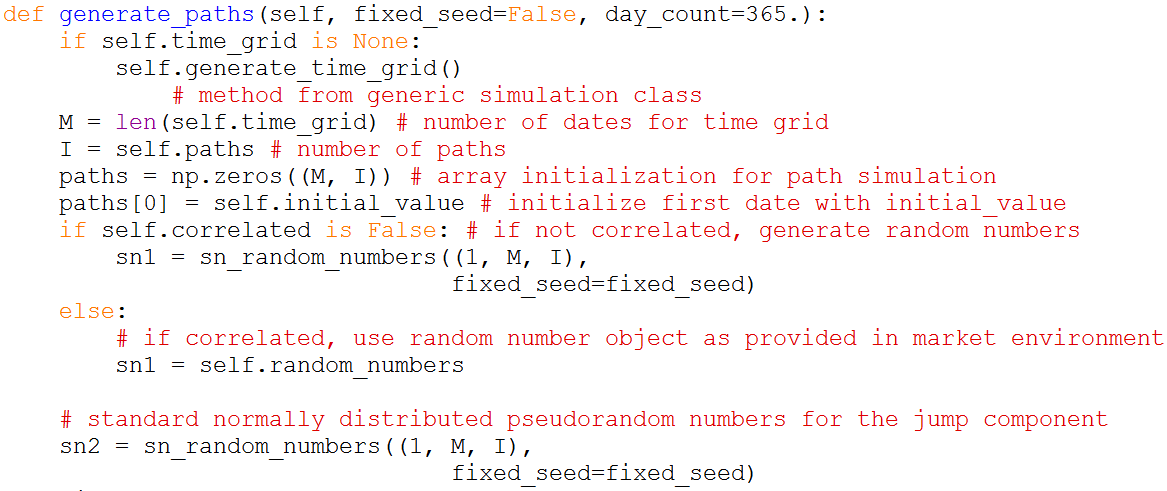 def generate_paths(self, fixed_seed=False, day_count=365.):
    if self.time_grid is None:
        self.generate_time_grid()
            # method from generic simulation class
    M = len(self.time_grid) # number of dates for time grid
    I = self.paths # number of paths
    paths = np.zeros((M, I)) # array initialization for path simulation
    paths[0] = self.initial_value # initialize first date with initial_value
    if self.correlated is False: # if not correlated, generate random numbers
        sn1 = sn_random_numbers((1, M, I),
                                fixed_seed=fixed_seed)
    else:
        # if correlated, use random number object as provided in market environment
        sn1 = self.random_numbers

    # standard normally distributed pseudorandom numbers for the jump component
    sn2 = sn_random_numbers((1, M, I),
                                fixed_seed=fixed_seed)